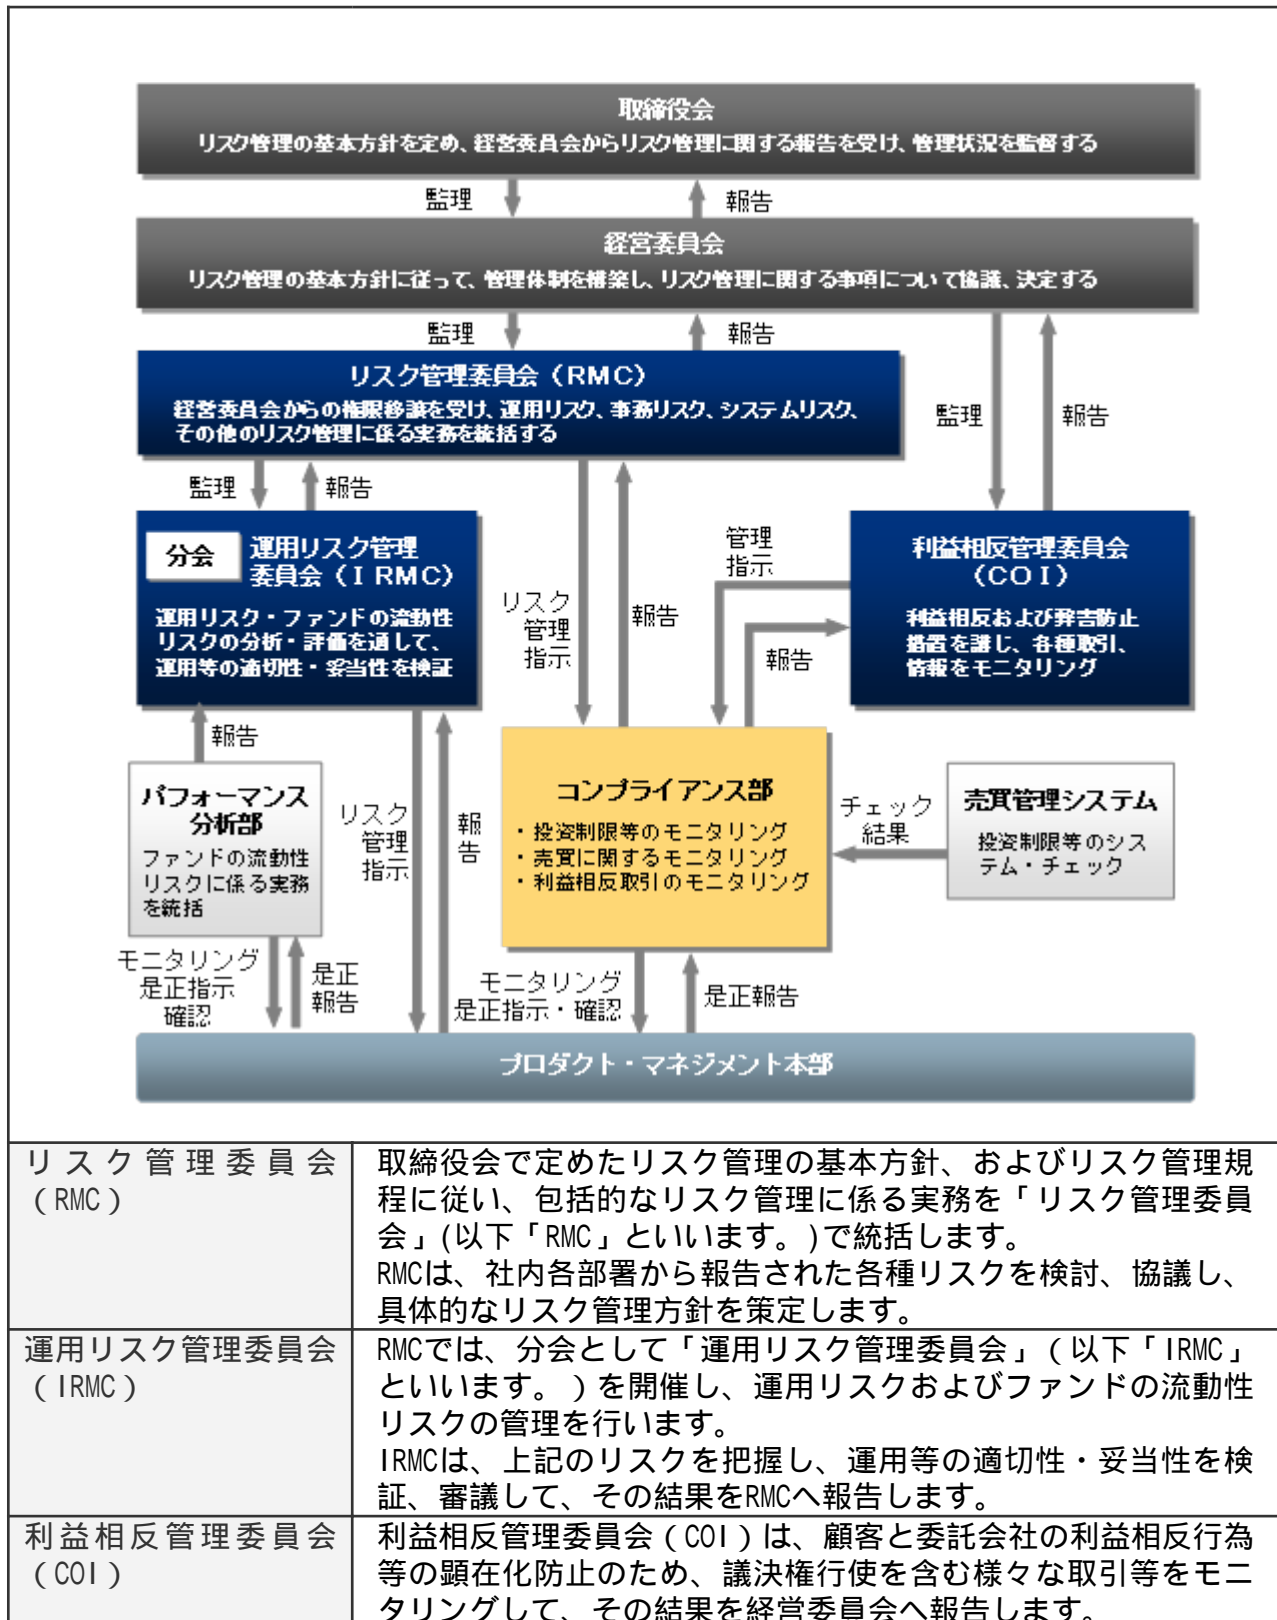 取締役会
リスク管理の基本方針を定め、経営委員会からリスク管理に関する報告を受け、管理状況を監督する
監理
報告
経営委員会
リスク管理の基本方針に従って、管理体制を構築し、リスク管理に関する事項について協議、決定する
監理
報告
リスク管理委員会（RMC）
経営委員会からの権限移譲を受け、運用リスク、事務リスク、システムリスク、
その他のリスク管理に係る実務を統括する
監理
報告
監理
報告
分会
運用リスク管理
委員会（IRMC）
運用リスク・ファンドの流動性
リスクの分析・評価を通して、
運用等の適切性・妥当性を検証
リスク
管理
指示
報告
管理
指示
報告
利益相反管理委員会
（COI）
利益相反および弊害防止
措置を講じ、各種取引、
情報をモニタリング
報告
パフォーマンス
分析部
ファンドの流動性
リスクに係る実務
を統括
リスク
管理
指示
報
告
コンプライアンス部
・投資制限等のモニタリング
・売買に関するモニタリング
・利益相反取引のモニタリング
チェック
結果
売買管理システム
投資制限等のシス
テム・チェック
モニタリング
是正指示
確認
是正
報告
モニタリング
是正指示・確認
是正報告
プロダクト・マネジメント本部
リスク管理委員会
（RMC）
取締役会で定めたリスク管理の基本方針、およびリスク管理規
程に従い、包括的なリスク管理に係る実務を「リスク管理委員
会」(以下「RMC」といいます。)で統括します。
RMCは、社内各部署から報告された各種リスクを検討、協議し、
具体的なリスク管理方針を策定します。
運用リスク管理委員会
（IRMC）
RMCでは、分会として「運用リスク管理委員会」（以下「IRMC」
といいます。）を開催し、運用リスクおよびファンドの流動性
リスクの管理を行います。
IRMCは、上記のリスクを把握し、運用等の適切性・妥当性を検
証、審議して、その結果をRMCへ報告します。
利益相反管理委員会
（COI）
利益相反管理委員会（COI）は、顧客と委託会社の利益相反行為
等の顕在化防止のため、議決権行使を含む様々な取引等をモニ
タリングして、その結果を経営委員会へ報告します。